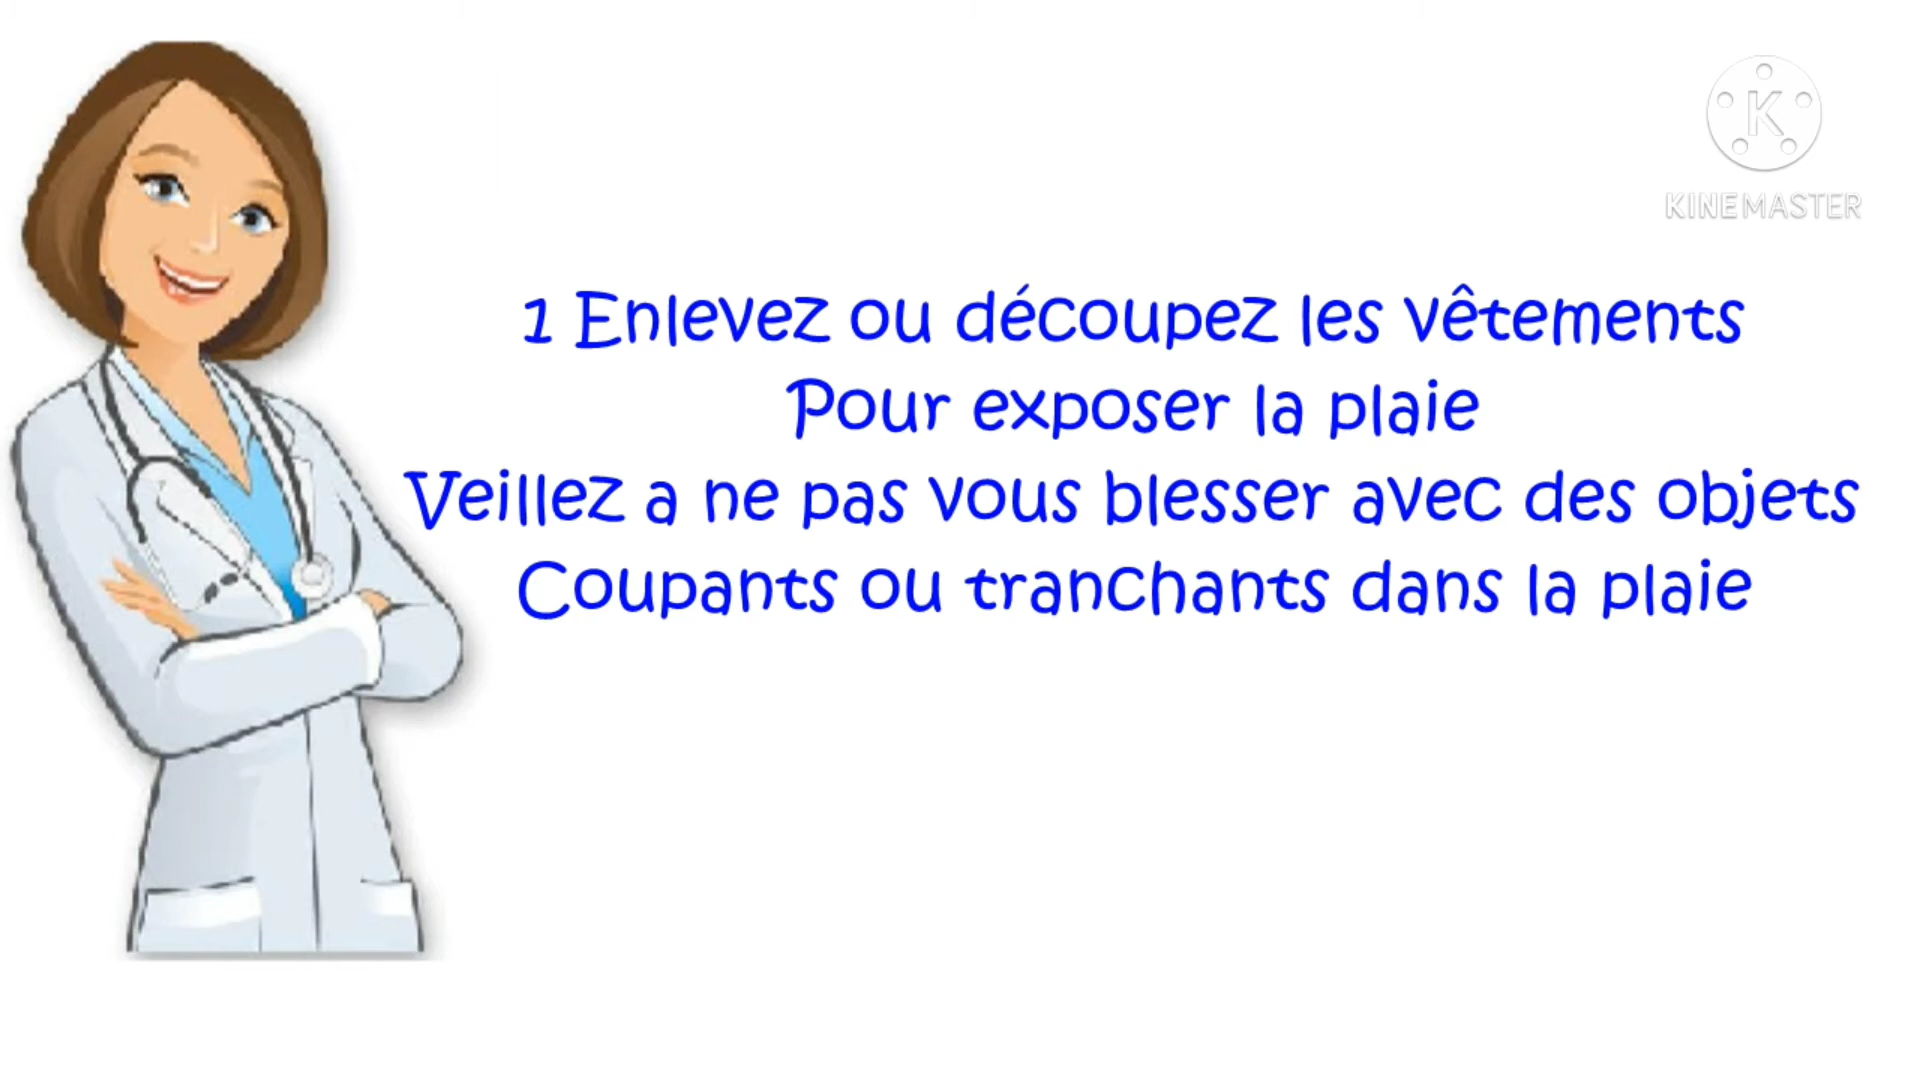 K
KINEMASTER
1 Enlevez ou découpez les vêtements
Pour exposer la plaie
Veillez a ne pas vous blesser avec des objets
Coupants ou tranchants dans la plaie